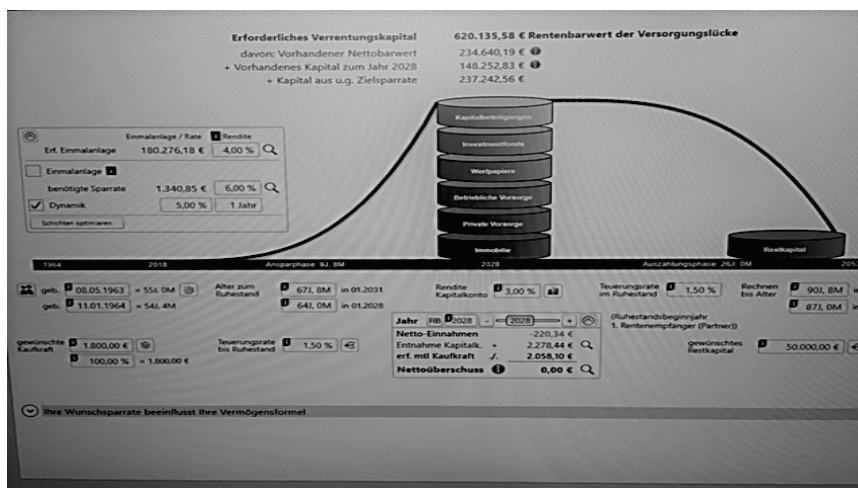 Erforderliches Verrentungskapital 620.135,58 € Rentenbarwert der Versorgungslücke
davon: Vorhandener Nettobarwert 234.640,19 €
+ Vorhandenes Kapital zum Jahr 2028 148.252,83 €
+ Kapital aus u.g. Zielsparrate 237.242,56 €
Einmalanlage / Rate Rendite
Erf. Einmalanlage 180.276,18 € 4,00 %
Einmalanlage
benötigte Sparrate 1.340,85 € 6,00 %
Dynamik 5,00 % 1 Jahr
Schichten optimieren
Kapitalbeteiligungen
Investmentfonds
Wertpapiere
Betriebliche Vorsorge
Private Vorsorge
Immobilie
Restkapital
1964 2018 Ansparphase 9J, 8M 2028 Auszahlungsphase 26J, 0M 205
geb. 08.05.1963 = 55J, 0M Alter zum Ruhestand 67J, 8M in 01.2031
geb. 11.01.1964 = 54J, 4M 64J, 0M in 01.2028
Rendite Kapitalkonto 3,00 %
Teuerungsrate im Ruhestand 1,50 %
Rechnen bis Alter 90J, 8M
87J, 0M
(Ruhestandsbeginnjahr
1. Rentenempfänger (Partner))
gewünschte Kaufkraft 1.800,00 €
100,00 % = 1.800,00 €
Teuerungsrate bis Ruhestand 1,50 %
Jahr RB 2028 - 2028 +
Netto-Einnahmen -220,34 €
Entnahme Kapitalk. + 2.278,44 €
erf. mtl Kaufkraft ./. 2.058,10 €
Nettoüberschuss 0,00 €
gewünschtes Restkapital 50.000,00 €
Ihre Wunschsparrate beeinflusst Ihre Vermögensformel